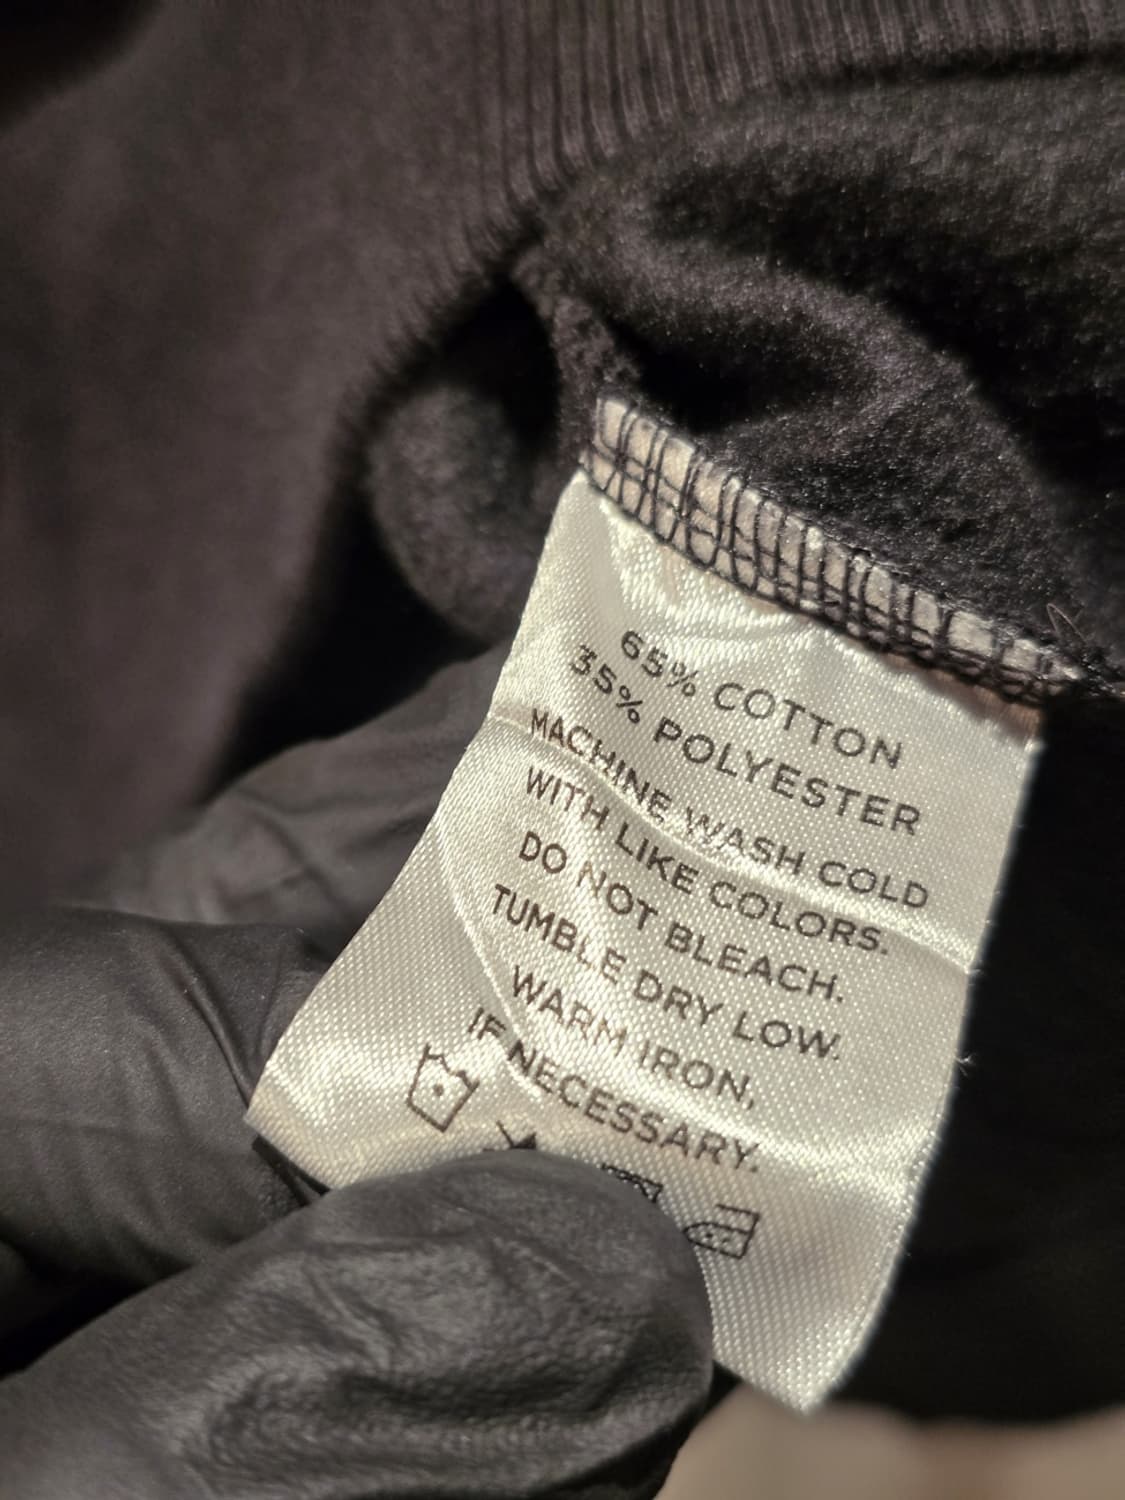 65% COTTON
35% POLYESTER
MACHINE WASH COLD
WITH LIKE COLORS.
DO NOT BLEACH.
TUMBLE DRY LOW.
WARM IRON,
IF NECESSARY.